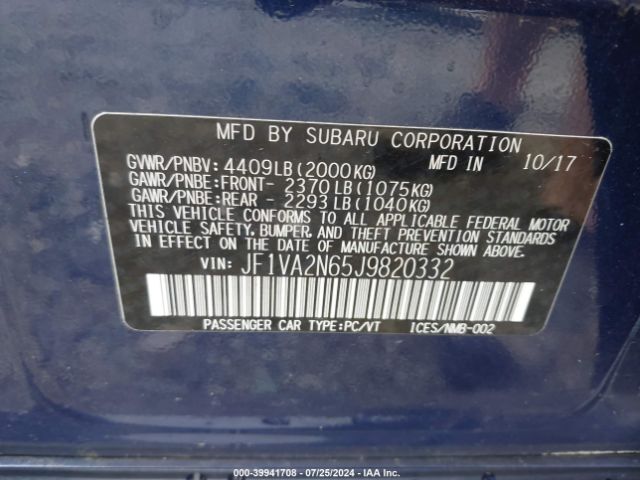 MFD BY SUBARU CORPORATION
GVWR/PNBV: 4409LB(2000KG) MFD IN 10/17
GAWR/PNBE:FRONT- 2370LB(1075KG)
GAWR/PNBE:REAR - 2293LB(1040KG)
THIS VEHICLE CONFORMS TO ALL APPLICABLE FEDERAL MOTOR
VEHICLE SAFETY, BUMPER, AND THEFT PREVENTION STANDARDS
IN EFFECT ON THE DATE OF MANUFACTURE SHOWN ABOVE.
VIN: JF1VA2N65J9820332
PASSENGER CAR TYPE:PC/VT ICES/NMB-002
000-39941708 - 07/25/2024 - IAA Inc.